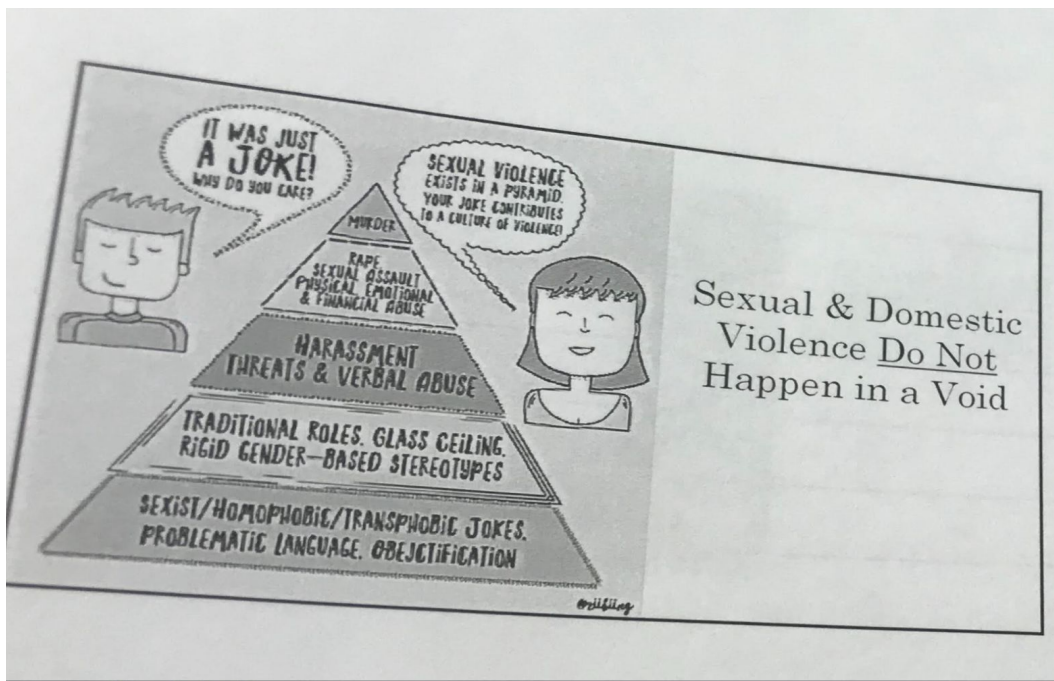 IT WAS JUST
A JOKE!
WHY DO YOU CARE?
SEXUAL VIOLENCE
EXISTS IN A PYRAMID.
YOUR JOKE CONTRIBUTES
TO A CULTURE OF VIOLENCE!
MURDER
RAPE,
SEXUAL ASSAULT
PHYSICAL, EMOTIONAL
& FINANCIAL ABUSE
HARASSMENT
THREATS & VERBAL ABUSE
TRADITIONAL ROLES. GLASS CEILING.
RIGID GENDER-BASED STEREOTYPES
SEXIST/HOMOPHOBIC/TRANSPHOBIC JOKES.
PROBLEMATIC LANGUAGE. OBEJCTIFICATION
Sexual & Domestic
Violence Do Not
Happen in a Void